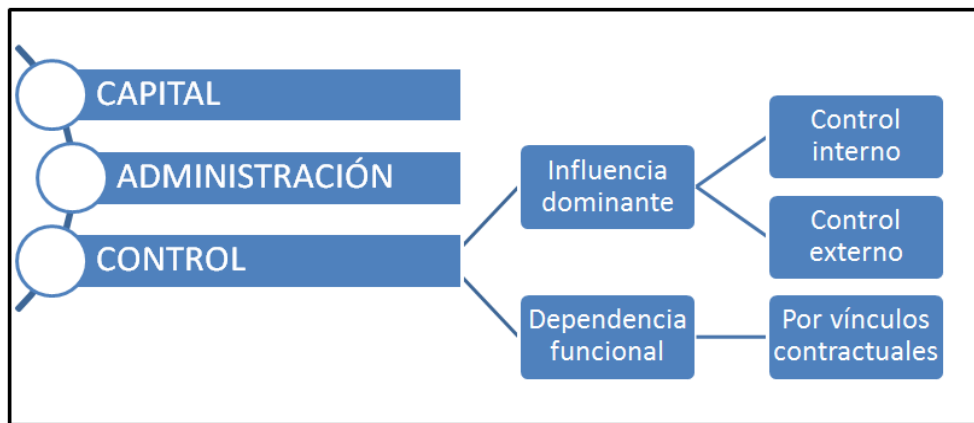 CAPITAL
ADMINISTRACIÓN
CONTROL
Influencia
dominante
Control
interno
Control
externo
Dependencia
funcional
Por vínculos
contractuales